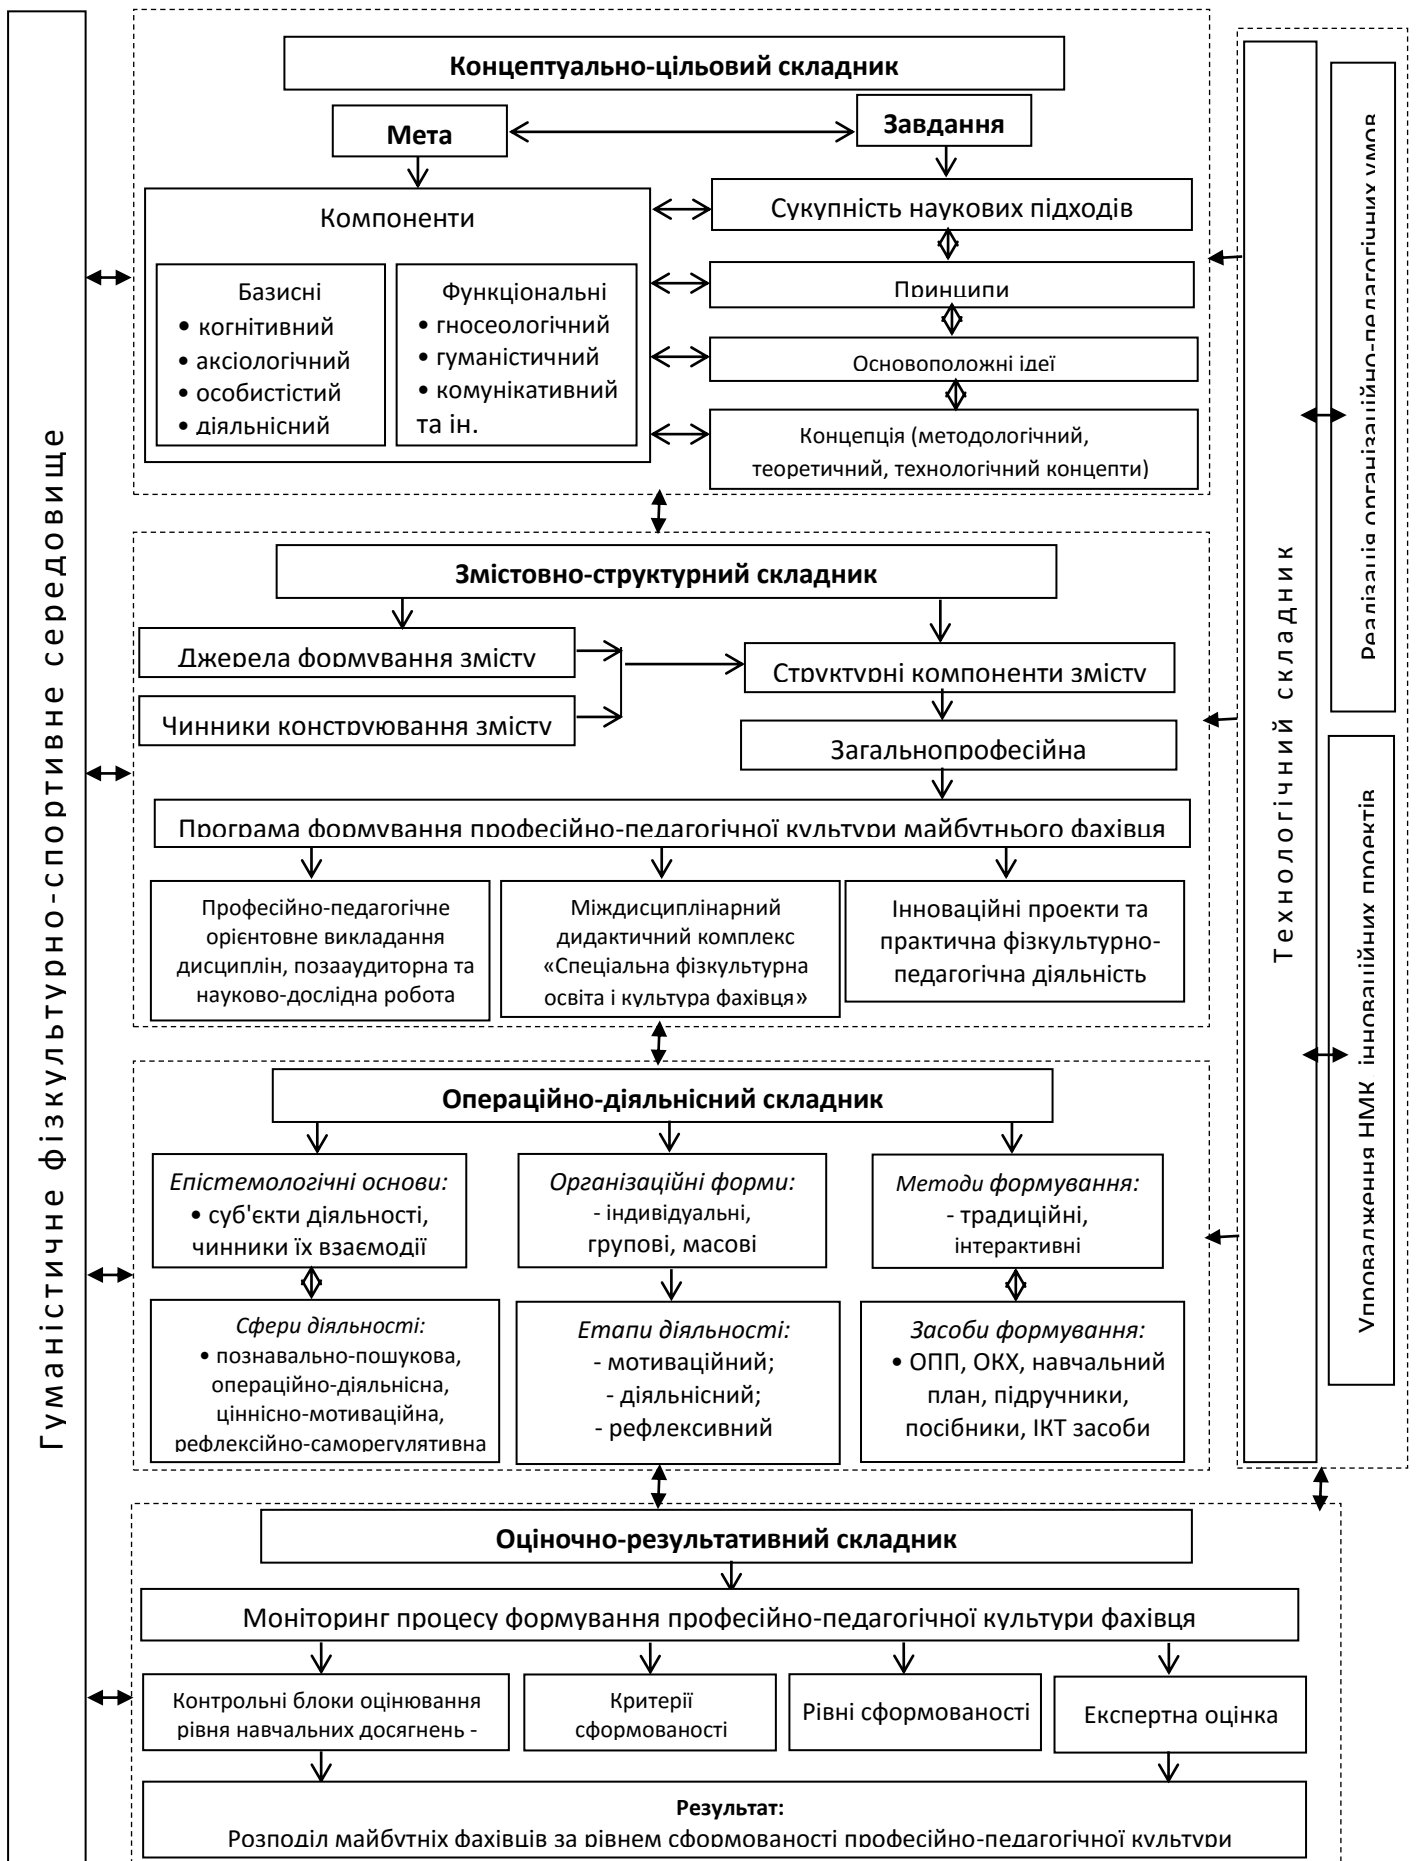 Гуманістичне фізкультурно-спортивне середовище
Концептуально-цільовий складник
Мета
Завдання
Компоненти
Базисні
• когнітивний
• аксіологічний
• особистістий
• діяльнісний
Функціональні
• гносеологічний
• гуманістичний
• комунікативний
та ін.
Сукупність наукових підходів
Принципи
Основоположні ідеї
Концепція (методологічний,
теоретичний, технологічний концепти)
Змістовно-структурний складник
Джерела формування змісту
Чинники конструювання змісту
Структурні компоненти змісту
Загальнопрофесійна
Програма формування професійно-педагогічної культури майбутнього фахівця
Професійно-педагогічне
орієнтовне викладання
дисциплін, позааудиторна та
науково-дослідна робота
Міждисциплінарний
дидактичний комплекс
«Спеціальна фізкультурна
освіта і культура фахівця»
Інноваційні проекти та
практична фізкультурно-
педагогічна діяльність
Операційно-діяльнісний складник
Епістемологічні основи:
• суб'єкти діяльності,
чинники їх взаємодії
Організаційні форми:
- індивідуальні,
групові, масові
Методи формування:
- традиційні,
інтерактивні
Сфери діяльності:
• познавально-пошукова,
операційно-діяльнісна,
ціннісно-мотиваційна,
рефлексійно-саморегулятивна
Етапи діяльності:
- мотиваційний;
- діяльнісний;
- рефлексивний
Засоби формування:
• ОПП, ОКХ, навчальний
план, підручники,
посібники, ІКТ засоби
Оціночно-результативний складник
Моніторинг процесу формування професійно-педагогічної культури фахівця
Контрольні блоки оцінювання
рівня навчальних досягнень -
Критерії
сформованості
Рівні сформованості
Експертна оцінка
Результат:
Розподіл майбутніх фахівців за рівнем сформованості професійно-педагогічної культури
Технологічний складник
Реалізація організаційно-педагогічних умов
Упровадження НМК інноваційних проектів